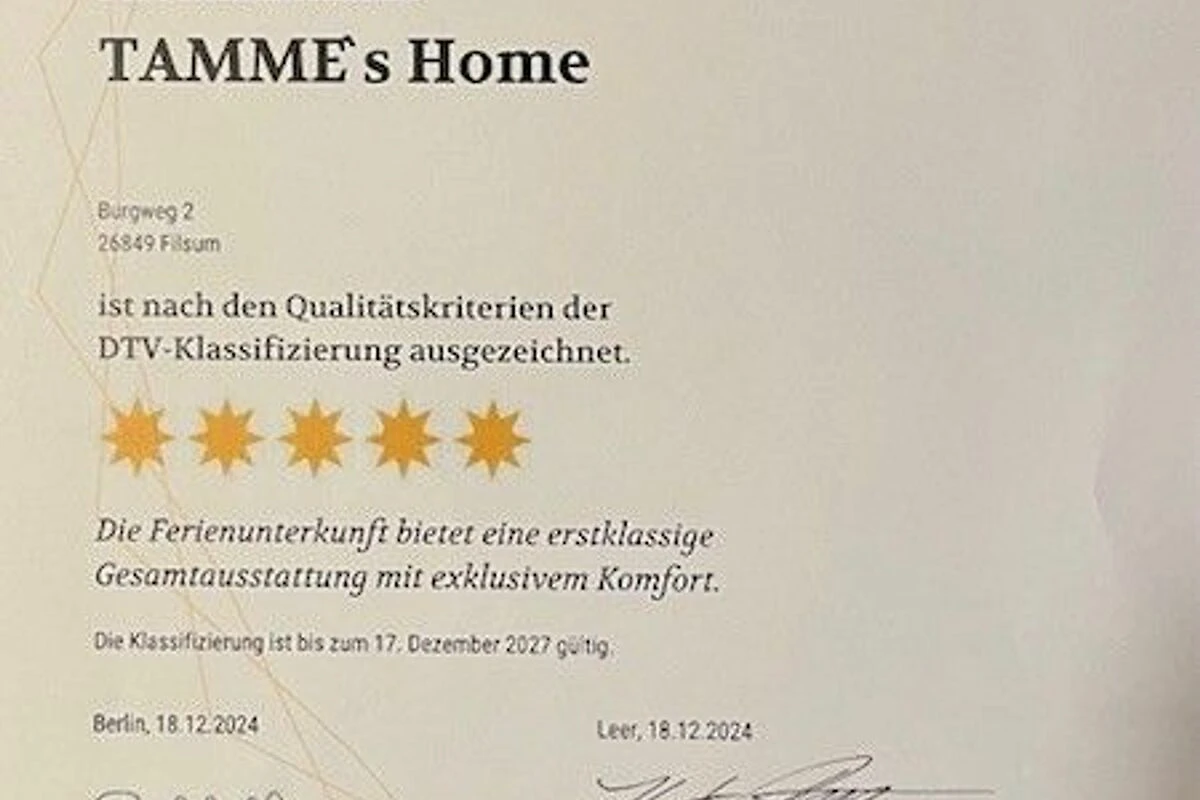 TAMME`s Home
Burgweg 2
26849 Filsum
ist nach den Qualitätskriterien der
DTV-Klassifizierung ausgezeichnet.
Die Ferienunterkunft bietet eine erstklassige
Gesamtausstattung mit exklusivem Komfort.
Die Klassifizierung ist bis zum 17. Dezember 2027 gültig.
Berlin, 18.12.2024
Leer, 18.12.2024